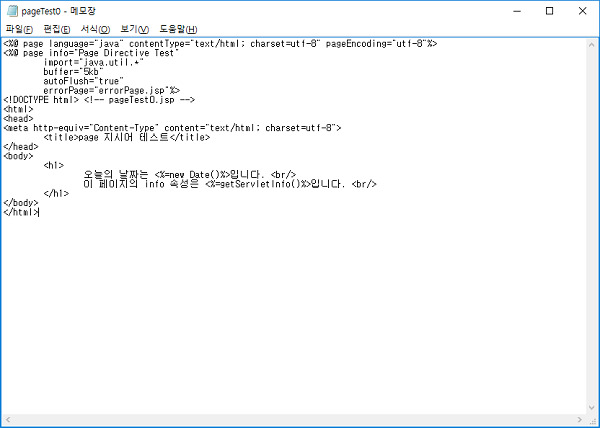 pageTest0 - 메모장
파일(F) 편집(E) 서식(O) 보기(V) 도움말(H)
<%@ page language="java" contentType="text/html; charset=utf-8" pageEncoding="utf-8"%>
<%@ page info="Page Directive Test"
import="java.util.*"
buffer="5kb"
autoFlush="true"
errorPage="errorPage.jsp"%>
<!DOCTYPE html> <!-- pageTest0.jsp -->
<html>
<head>
<meta http-equiv="Content-Type" content="text/html; charset=utf-8">
<title>page 지시어 테스트</title>
</head>
<body>
<h1>
오늘의 날짜는 <%=new Date()%>입니다. <br/>
이 페이지의 info 속성은 <%=getServletInfo()%>입니다. <br/>
</h1>
</body>
</html>